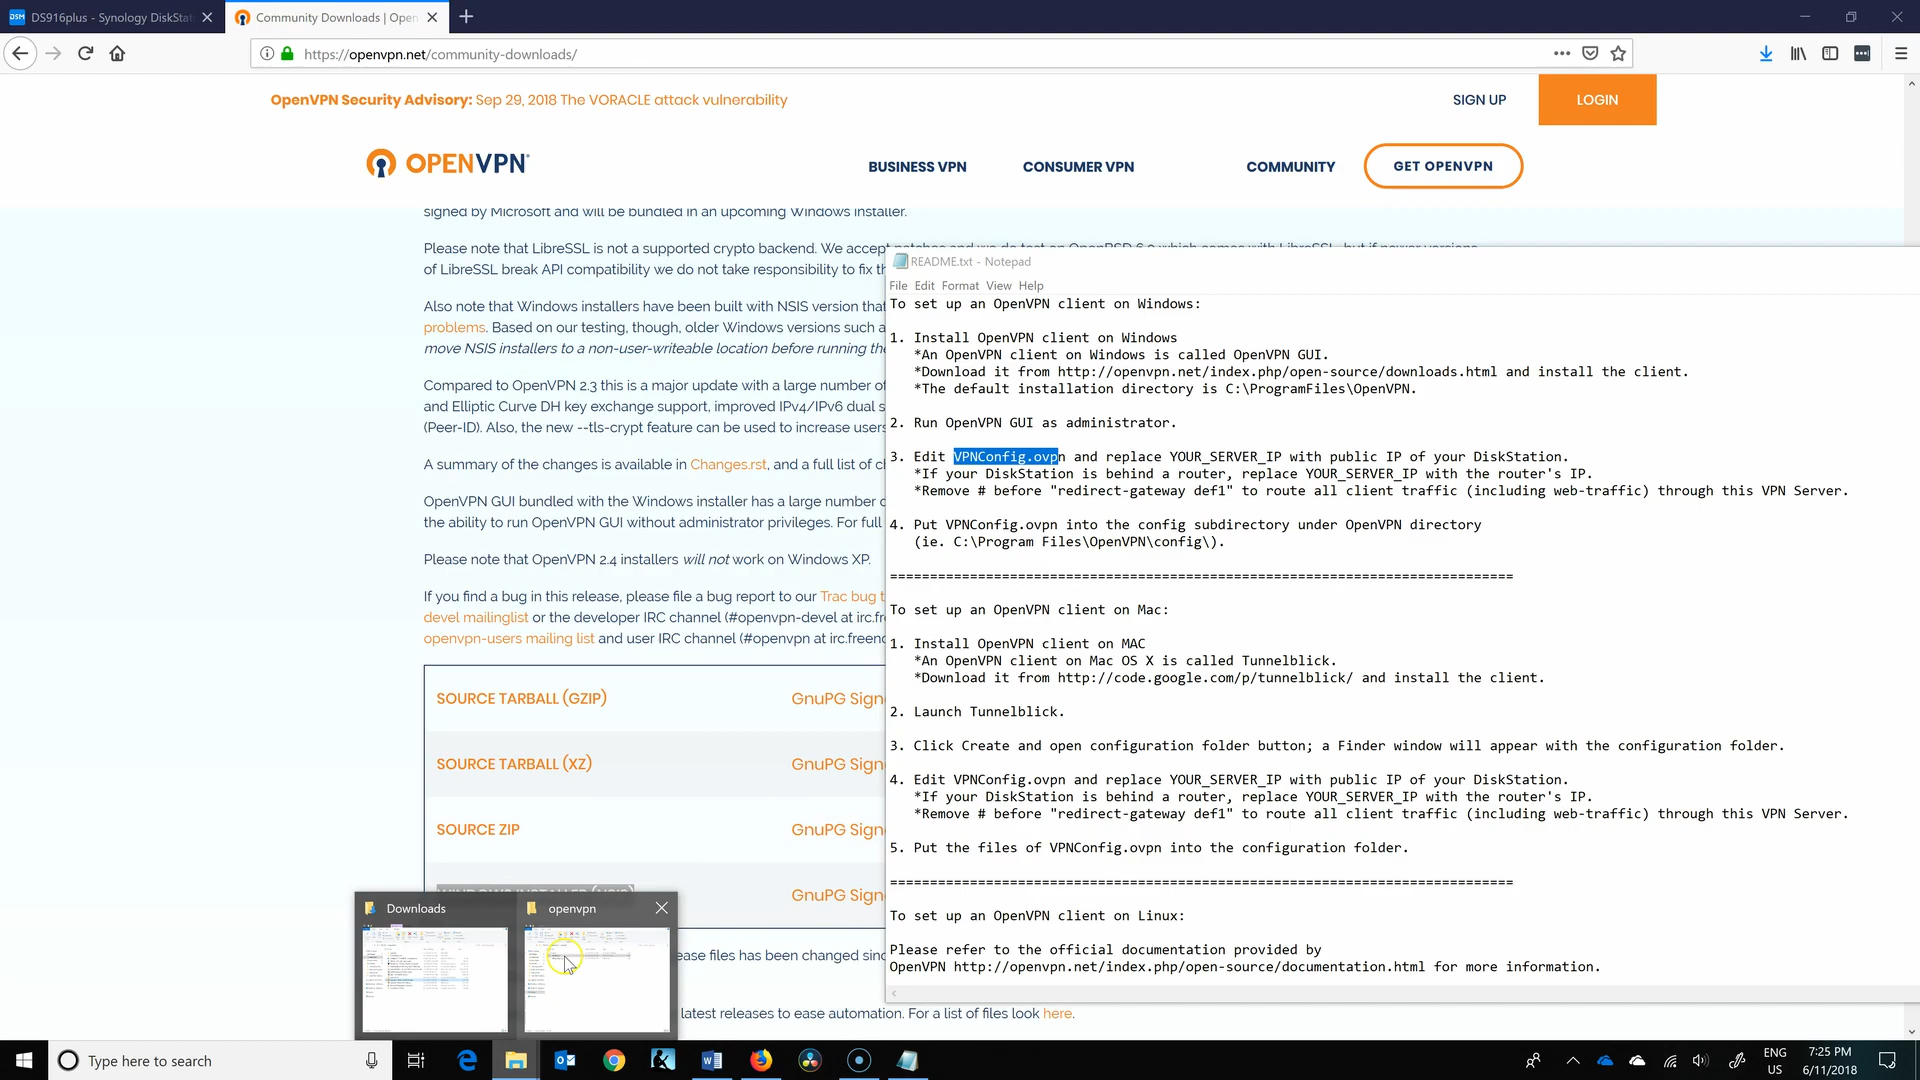 DS916plus - Synology DiskStat
Community Downloads | Open
https://openvpn.net/community-downloads/
OpenVPN Security Advisory: Sep 29, 2018 The VORACLE attack vulnerability
SIGN UP
LOGIN
OPENVPN
BUSINESS VPN
CONSUMER VPN
COMMUNITY
GET OPENVPN
signed by Microsoft and will be bundled in an upcoming Windows installer.
Please note that LibreSSL is not a supported crypto backend. We accept patches and we do test on OpenBSD 6.0 which comes with LibreSSL, but if newer versions
of LibreSSL break API compatibility we do not take responsibility to fix th
Also note that Windows installers have been built with NSIS version that
problems. Based on our testing, though, older Windows versions such a
move NSIS installers to a non-user-writeable location before running the
Compared to OpenVPN 2.3 this is a major update with a large number of
and Elliptic Curve DH key exchange support, improved IPv4/IPv6 dual s
(Peer-ID). Also, the new --tls-crypt feature can be used to increase users
A summary of the changes is available in Changes.rst, and a full list of ch
OpenVPN GUI bundled with the Windows installer has a large number o
the ability to run OpenVPN GUI without administrator privileges. For full
Please note that OpenVPN 2.4 installers will not work on Windows XP.
If you find a bug in this release, please file a bug report to our Trac bug t
devel mailinglist or the developer IRC channel (#openvpn-devel at irc.fre
openvpn-users mailing list and user IRC channel (#openvpn at irc.freeno
SOURCE TARBALL (GZIP)
GnuPG Sign
SOURCE TARBALL (XZ)
GnuPG Sign
SOURCE ZIP
GnuPG Sign
WINDOWS INSTALLER (NSIS)
GnuPG Sign
ease files has been changed sinc
latest releases to ease automation. For a list of files look here.
README.txt - Notepad
File Edit Format View Help
To set up an OpenVPN client on Windows:
1. Install OpenVPN client on Windows
*An OpenVPN client on Windows is called OpenVPN GUI.
*Download it from http://openvpn.net/index.php/open-source/downloads.html and install the client.
*The default installation directory is C:\ProgramFiles\OpenVPN.
2. Run OpenVPN GUI as administrator.
3. Edit VPNConfig.ovpn and replace YOUR_SERVER_IP with public IP of your DiskStation.
*If your DiskStation is behind a router, replace YOUR_SERVER_IP with the router's IP.
*Remove # before "redirect-gateway def1" to route all client traffic (including web-traffic) through this VPN Server.
4. Put VPNConfig.ovpn into the config subdirectory under OpenVPN directory
(ie. C:\Program Files\OpenVPN\config\).
==============================================================================
To set up an OpenVPN client on Mac:
1. Install OpenVPN client on MAC
*An OpenVPN client on Mac OS X is called Tunnelblick.
*Download it from http://code.google.com/p/tunnelblick/ and install the client.
2. Launch Tunnelblick.
3. Click Create and open configuration folder button; a Finder window will appear with the configuration folder.
4. Edit VPNConfig.ovpn and replace YOUR_SERVER_IP with public IP of your DiskStation.
*If your DiskStation is behind a router, replace YOUR_SERVER_IP with the router's IP.
*Remove # before "redirect-gateway def1" to route all client traffic (including web-traffic) through this VPN Server.
5. Put the files of VPNConfig.ovpn into the configuration folder.
==============================================================================
To set up an OpenVPN client on Linux:
Please refer to the official documentation provided by
OpenVPN http://openvpn.net/index.php/open-source/documentation.html for more information.
Downloads
openvpn
Type here to search
ENG
US
7:25 PM
6/11/2018